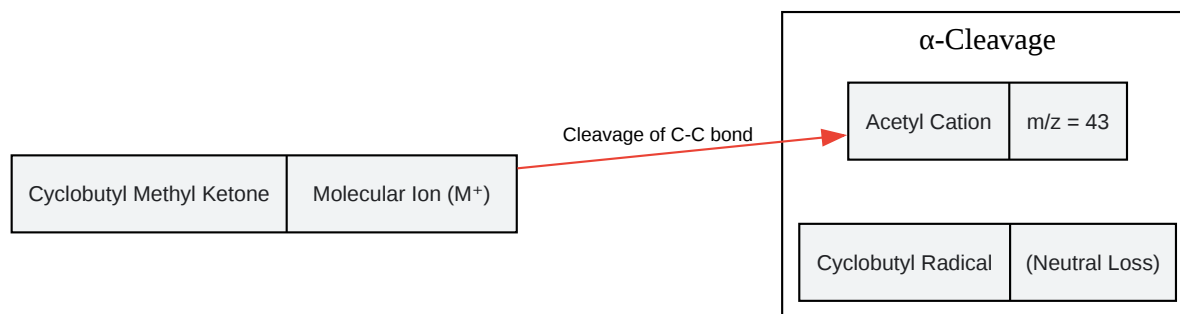 α-Cleavage
Acetyl Cation
m/z = 43
Cleavage of C-C bond
Cyclobutyl Methyl Ketone
Molecular Ion (M⁺)
Cyclobutyl Radical
(Neutral Loss)